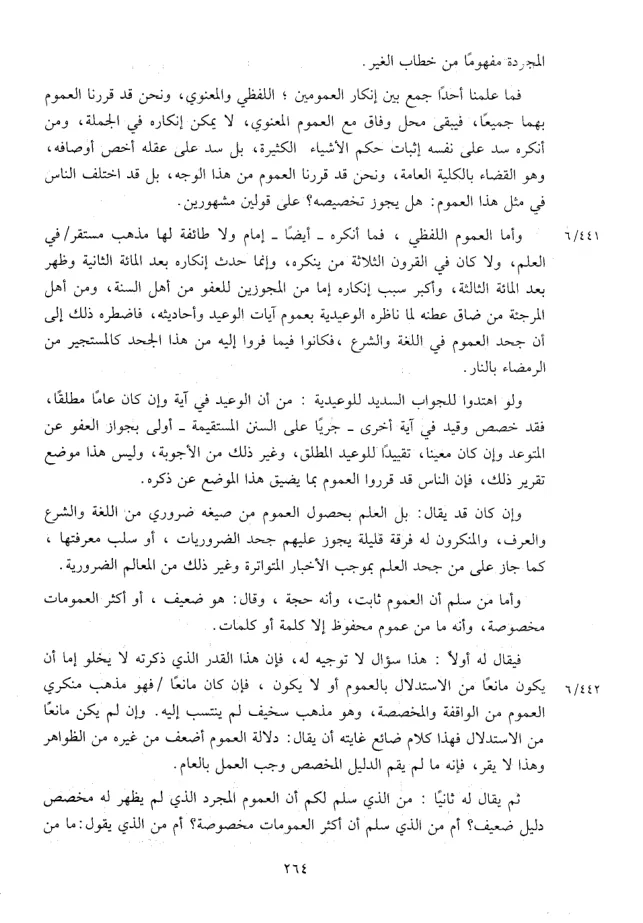 المجردة مفهومًا من خطاب الغير .
فما علمنا أحدًا جمع بين إنكار العمومين ؛ اللفظي والمعنوي، ونحن قد قررنا العموم
بهما جميعًا، فيبقى محل وفاق مع العموم المعنوي، لا يمكن إنكاره في الجملة، ومن
أنكره سد على نفسه إثبات حكم الأشياء الكثيرة، بل سد على عقله أخص أوصافه،
وهو القضاء بالكلية العامة، ونحن قد قررنا العموم من هذا الوجه، بل قد اختلف الناس
في مثل هذا العموم: هل يجوز تخصيصه؟ على قولين مشهورين.
٦/٤٤١ وأما العموم اللفظي ، فما أنكره ـ أيضًا ـ إمام ولا طائفة لها مذهب مستقر/في
العلم، ولا كان في القرون الثلاثة من ينكره، وإنما حدث إنكاره بعد المائة الثانية وظهر
بعد المائة الثالثة، وأكبر سبب إنكاره إما من المجوزين للعفو من أهل السنة، ومن أهل
المرجئة من ضاق عطنه لما ناظره الوعيدية بعموم آيات الوعيد وأحاديثه، فاضطره ذلك إلى
أن جحد العموم في اللغة والشرع ،فكانوا فيما فروا إليه من هذا الجحد كالمستجير من
الرمضاء بالنار.
ولو اهتدوا للجواب السديد للوعيدية : من أن الوعيد في آية وإن كان عامًا مطلقًا،
فقد خصص وقيد في آية أخرى ـ جريًا على السنن المستقيمة ـ أولى بجواز العفو عن
المتوعد وإن كان معينا، تقييدًا للوعيد المطلق، وغير ذلك من الأجوبة، وليس هذا موضع
تقرير ذلك، فإن الناس قد قرروا العموم بما يضيق هذا الموضع عن ذكره.
وإن كان قد يقال: بل العلم بحصول العموم من صيغه ضروري من اللغة والشرع
والعرف، والمنكرون له فرقة قليلة يجوز عليهم جحد الضروريات ، أو سلب معرفتها ،
كما جاز على من جحد العلم بموجب الأخبار المتواترة وغير ذلك من المعالم الضرورية.
وأما من سلم أن العموم ثابت، وأنه حجة ، وقال: هو ضعيف ، أو أكثر العمومات
مخصوصة، وأنه ما من عموم محفوظ إلا كلمة أو كلمات.
فيقال له أولاً : هذا سؤال لا توجيه له، فإن هذا القدر الذي ذكرته لا يخلو إما أن
٦/٤٤٢ يكون مانعًا من الاستدلال بالعموم أو لا يكون ، فإن كان مانعًا /فهو مذهب منكري
العموم من الواقفة والمخصصة، وهو مذهب سخيف لم ينتسب إليه. وإن لم يكن مانعًا
من الاستدلال فهذا كلام ضائع غايته أن يقال: دلالة العموم أضعف من غيره من الظواهر
وهذا لا يقر، فإنه ما لم يقم الدليل المخصص وجب العمل بالعام.
ثم يقال له ثانيًا : من الذي سلم لكم أن العموم المجرد الذي لم يظهر له مخصص
دليل ضعيف؟ أم من الذي سلم أن أكثر العمومات مخصوصة؟ أم من الذي يقول:ما من
٢٦٤